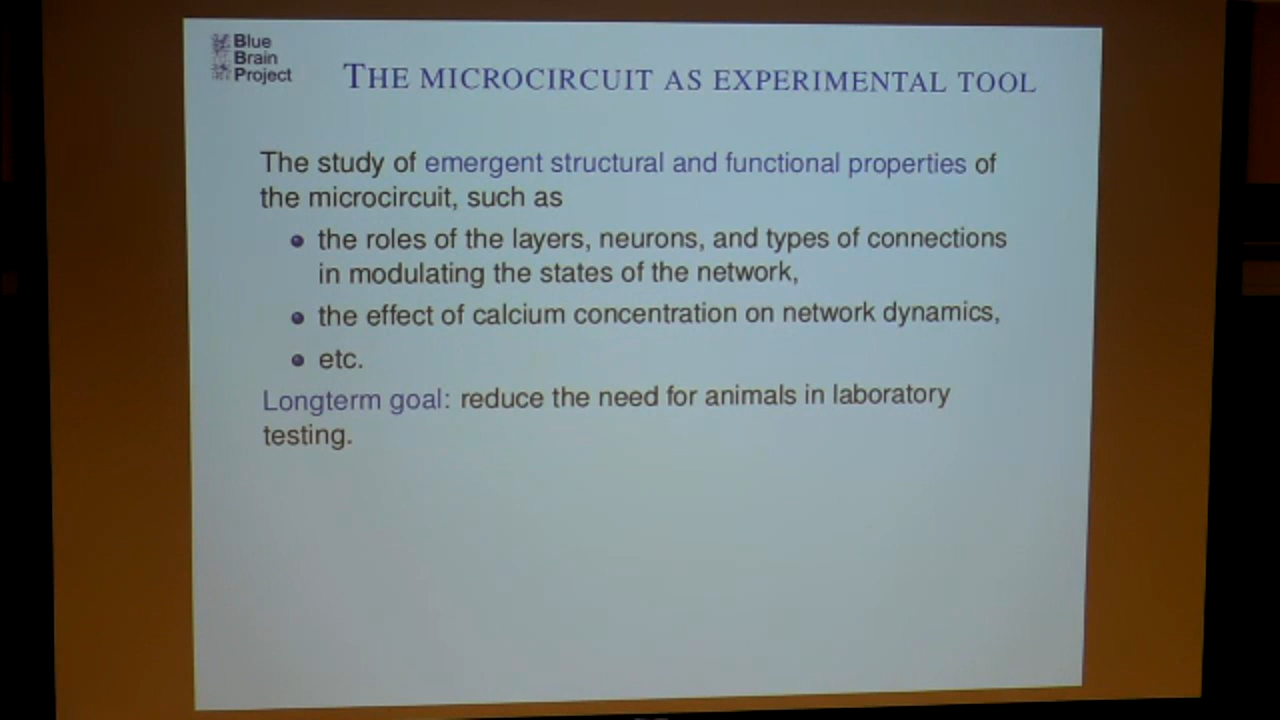 Blue
Brain
Project
THE MICROCIRCUIT AS EXPERIMENTAL TOOL
The study of emergent structural and functional properties of
the microcircuit, such as
the roles of the layers, neurons, and types of connections
in modulating the states of the network,
the effect of calcium concentration on network dynamics,
etc.
Longterm goal: reduce the need for animals in laboratory
testing.